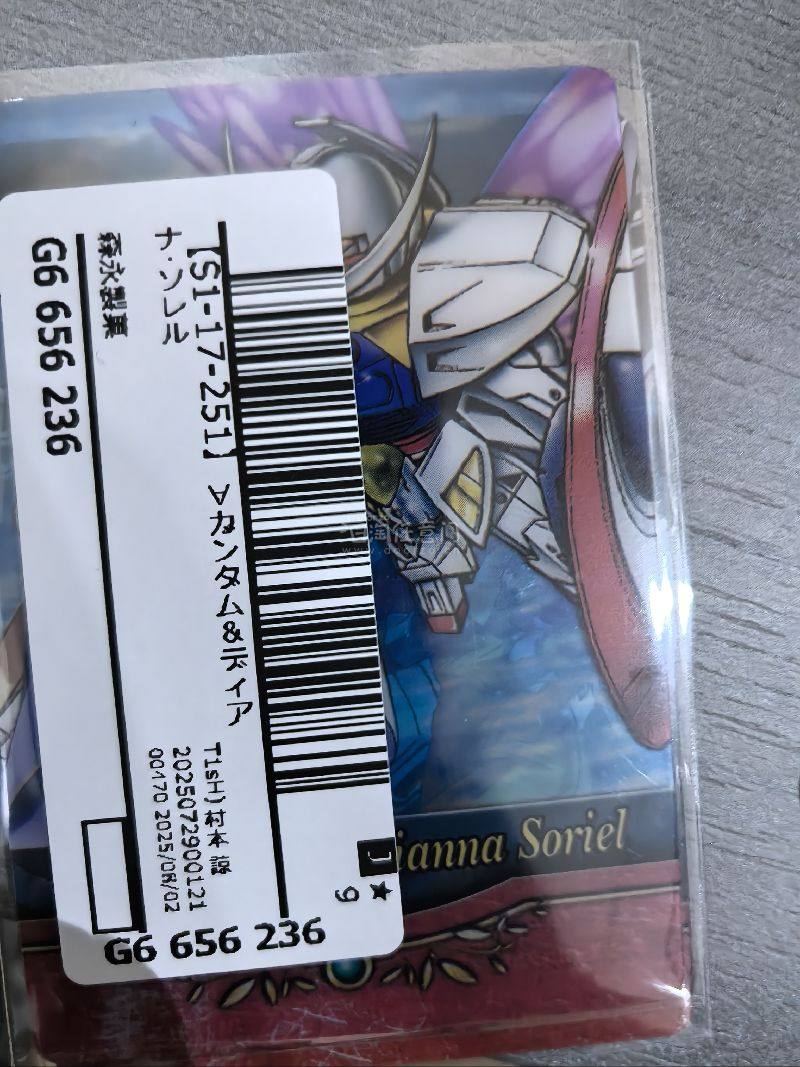 【S1-17-251】∀ガンダム&ディア
ナ・ソレル
森永製菓
G6 656 236
T1sH)村本
2025072900121
00170 2025/08/02
J
★
9
G6 656 236
ianna Soriel